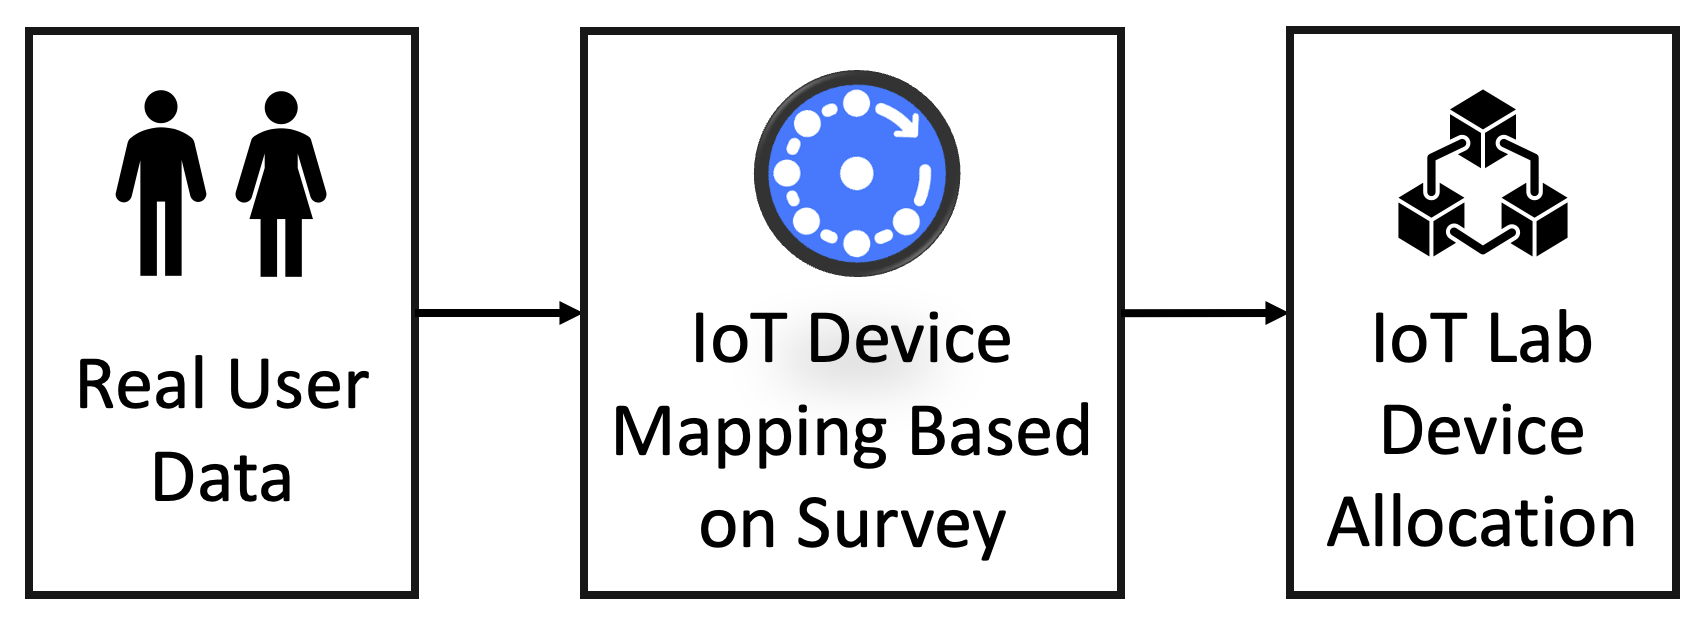 Real User
Data
IoT Device
Mapping Based
on Survey
IoT Lab
Device
Allocation